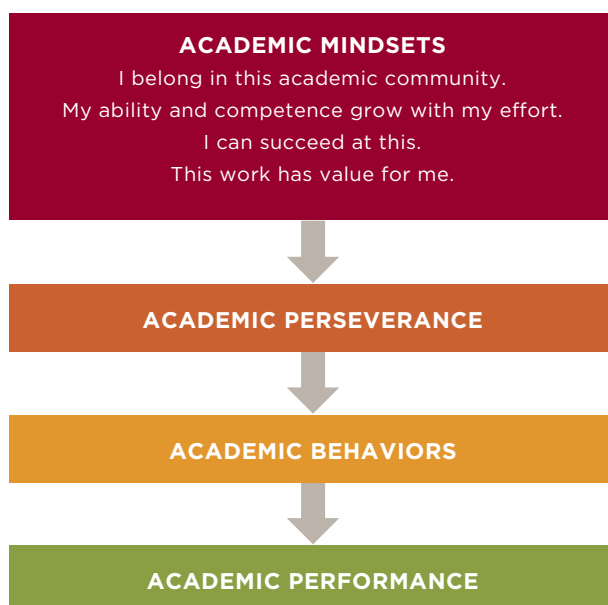 ACADEMIC MINDSETS
I belong in this academic community.
My ability and competence grow with my effort.
I can succeed at this.
This work has value for me.
ACADEMIC PERSEVERANCE
ACADEMIC BEHAVIORS
ACADEMIC PERFORMANCE